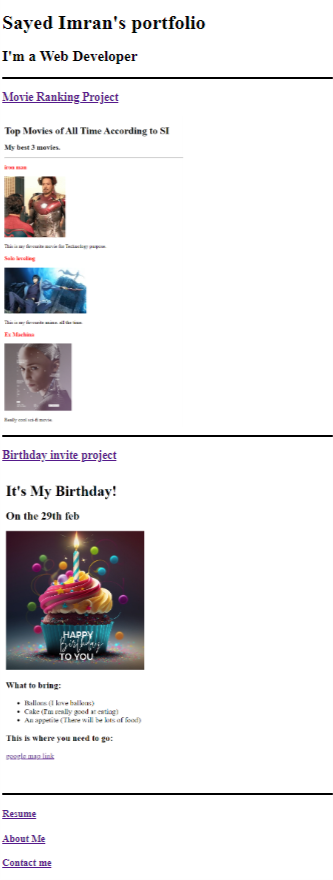 Sayed Imran's portfolio
I'm a Web Developer
Movie Ranking Project
Top Movies of All Time According to SI
My best 3 movies.
Iron man
This is my favourite movie for Technology purpose.
Solo leveling
This is my favourite anime, all the time.
Ex Machina
Really cool sci-fi movie.
Birthday invite project
It's My Birthday!
On the 29th feb
HAPPY
Birthday
TO YOU
What to bring:
Ballons (I love ballons)
Cake (I'm really good at eating)
An appetite (There will be lots of food)
This is where you need to go:
google map link
Resume
About Me
Contact me